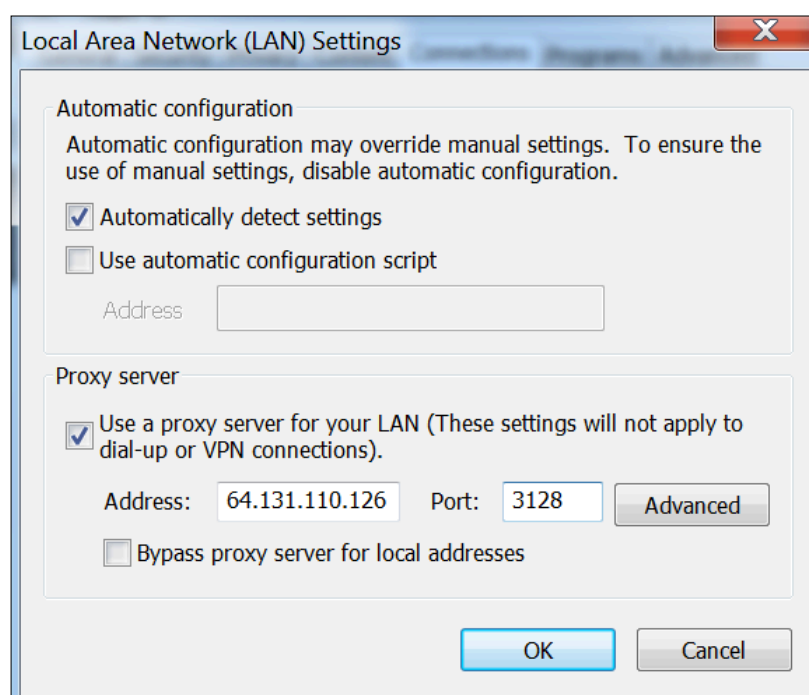 Local Area Network (LAN) Settings
Connections Programs Advanced
Automatic configuration
Automatic configuration may override manual settings.  To ensure the
use of manual settings, disable automatic configuration.
Automatically detect settings
Use automatic configuration script
Address
Proxy server
Use a proxy server for your LAN (These settings will not apply to
dial-up or VPN connections).
Address: 64.131.110.126 Port: 3128 Advanced
Bypass proxy server for local addresses
OK Cancel